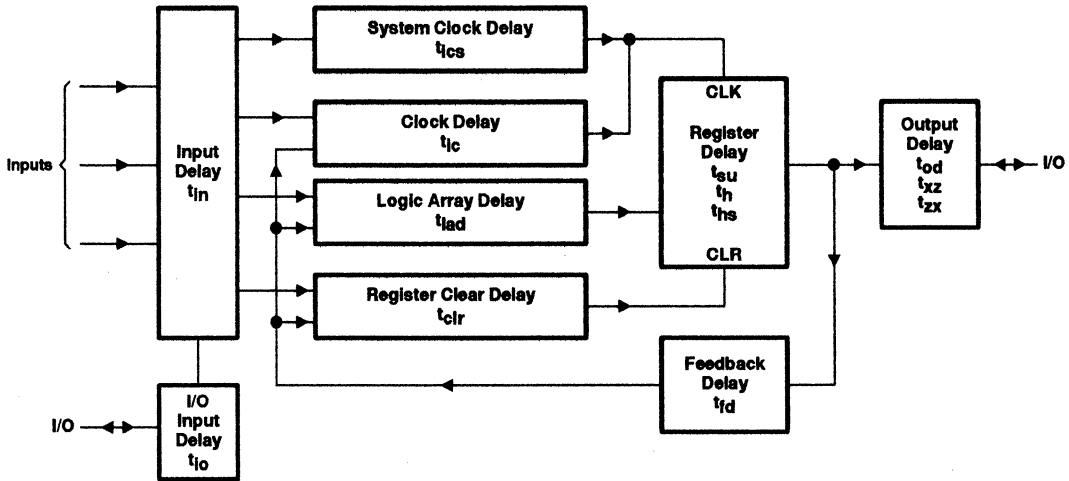 System Clock Delay
tics
Clock Delay
tic
Logic Array Delay
tlad
Register Clear Delay
tclr
Inputs
Input
Delay
tin
I/O
I/O
Input
Delay
tio
CLK
Register
Delay
tsu
th
ths
CLR
Output
Delay
tod
txz
tzx
I/O
Feedback
Delay
tfd